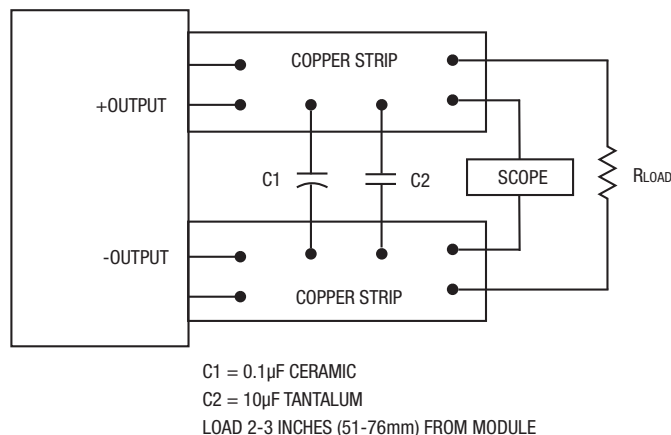 COPPER STRIP
+OUTPUT
C1
C2
SCOPE
RLOAD
-OUTPUT
COPPER STRIP
C1 = 0.1µF CERAMIC
C2 = 10µF TANTALUM
LOAD 2-3 INCHES (51-76mm) FROM MODULE